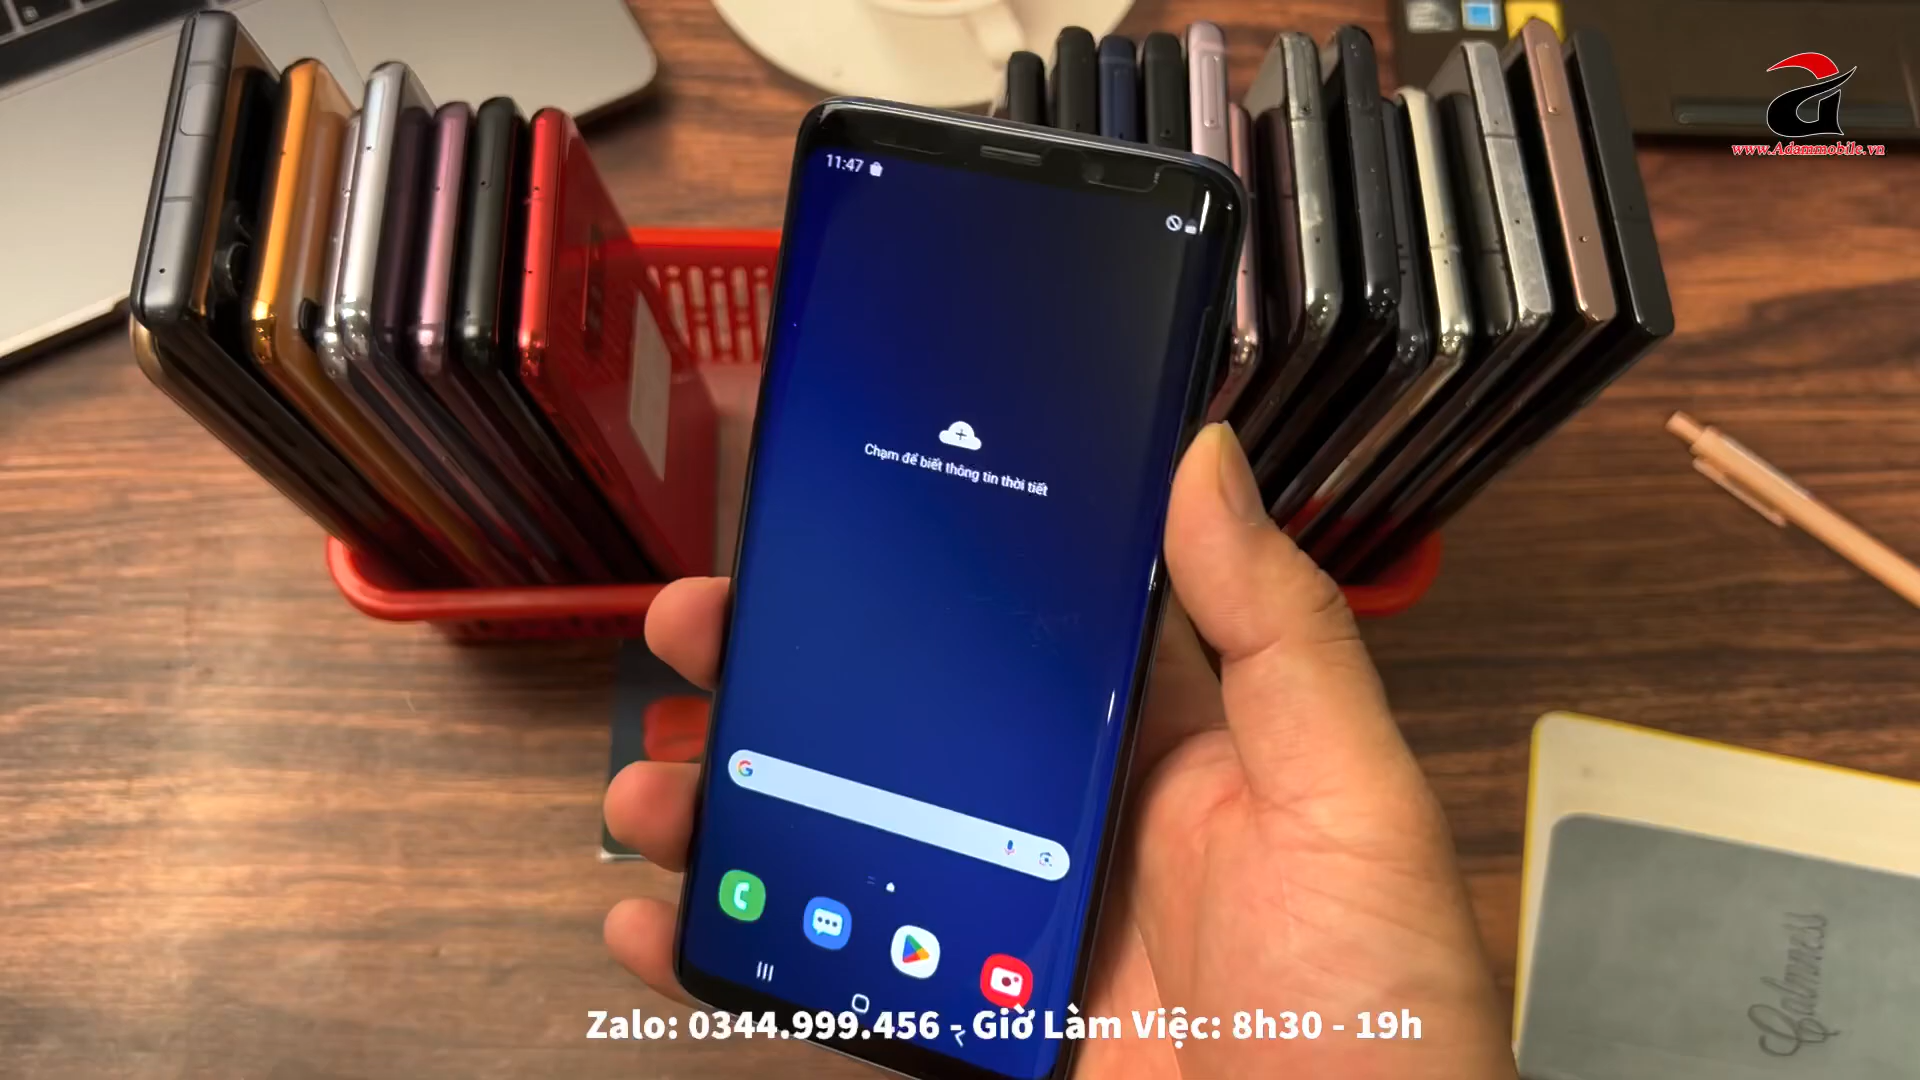 www.Adammobile.vn
11:47
Chạm để biết thông tin thời tiết
Calmness
Zalo: 0344.999.456 - Giờ Làm Việc: 8h30 - 19h